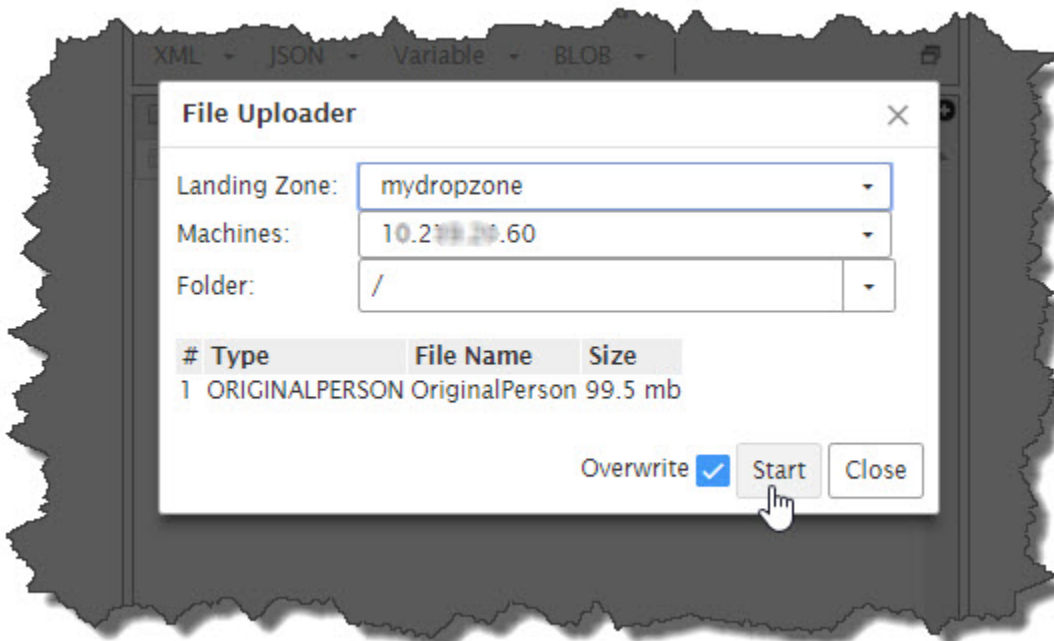 XML JSON Variable BLOB
File Uploader
Landing Zone: mydropzone
Machines:
Folder: /
# Type File Name Size
1 ORIGINALPERSON OriginalPerson 99.5 mb
Overwrite Start Close